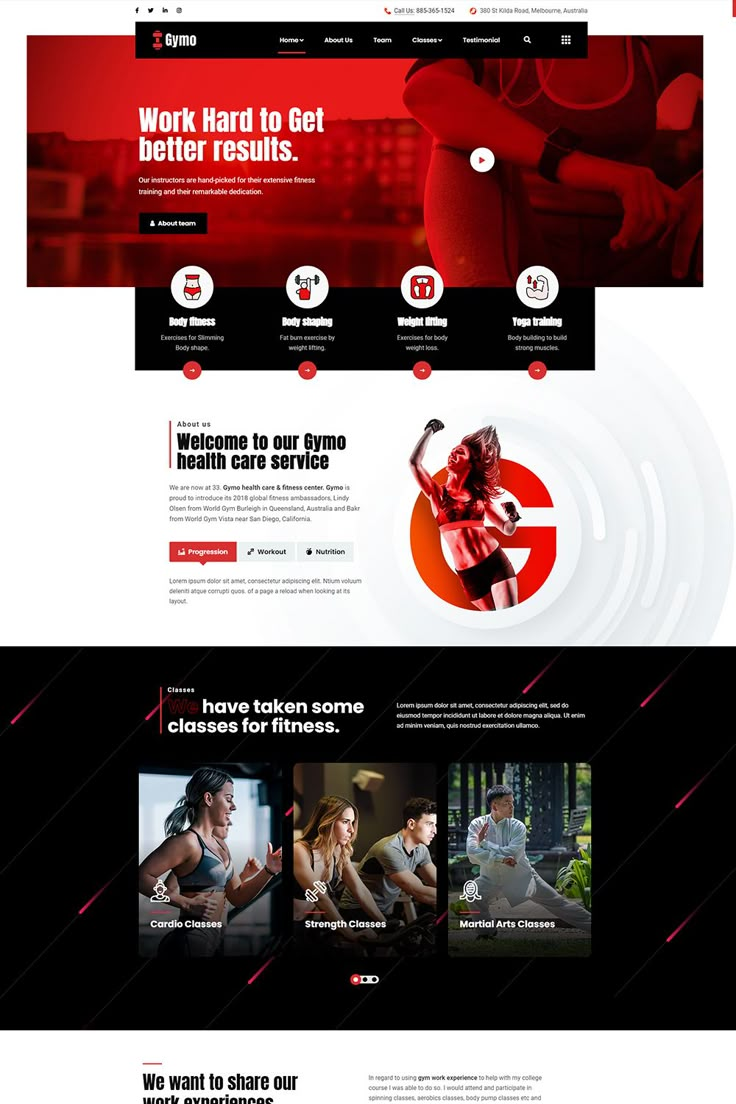 Call Us: 885-365-1524
380 St Kilda Road, Melbourne, Australia
Gymo
Home
About Us
Team
Classes
Testimonial
Work Hard to Get
better results.
Our instructors are hand-picked for their extensive fitness
training and their remarkable dedication.
About team
Body fitness
Exercises for Slimming
Body shape.
Body shaping
Fat burn exercise by
weight lifting.
Weight lifting
Exercises for body
weight loss.
Yoga training
Body building to build
strong muscles.
About us
Welcome to our Gymo
health care service
We are now at 33. Gymo health care & fitness center. Gymo is
proud to introduce its 2018 global fitness ambassadors, Lindy
Olsen from World Gym Burleigh in Queensland, Australia and Bakr
from World Gym Vista near San Diego, California.
Progression
Workout
Nutrition
Lorem ipsum dolor sit amet, consectetur adipiscing elit. Ntium voluum
deleniti atque corrupti quos. of a page a reload when looking at its
layout.
Classes
We have taken some
classes for fitness.
Lorem ipsum dolor sit amet, consectetur adipiscing elit, sed do
eiusmod tempor incididunt ut labore et dolore magna aliqua. Ut enim
ad minim veniam, quis nostrud exercitation ullamco.
Cardio Classes
Strength Classes
Martial Arts Classes
We want to share our
work experiences
In regard to using gym work experience to help with my college
course I was able to do so. I would attend and participate in
spinning classes, aerobics classes, body pump classes etc and